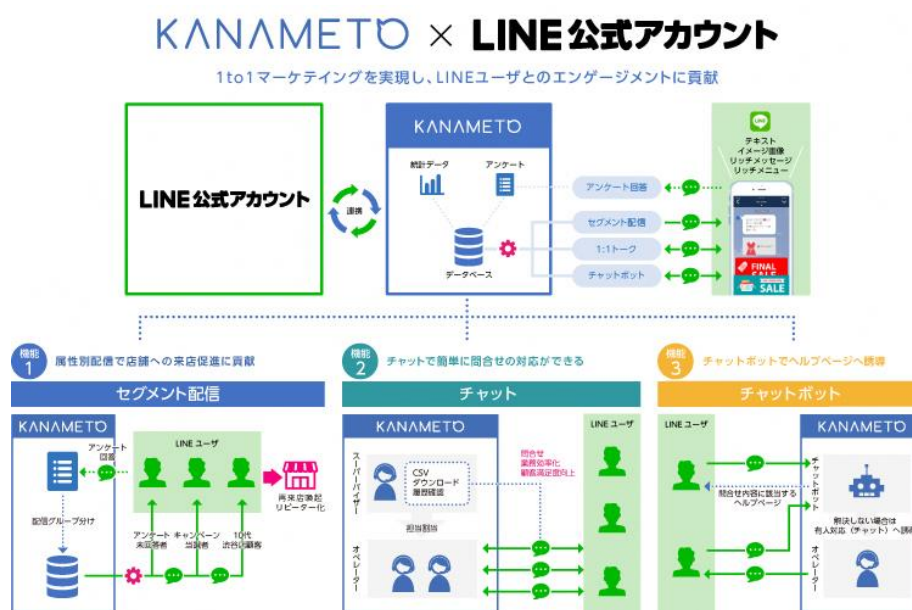 KANAMETO × LINE公式アカウント
1to1マーケテイングを実現し、LINEユーザとのエンゲージメントに貢献
LINE公式アカウント
連携
KANAMETO
統計データ
アンケート
データベース
アンケート回答
セグメント配信
1:1トーク
チャットボット
LINE
テキスト
イメージ画像
リッチメッセージ
リッチメニュー
FINAL
SALE
SALE
機能
1
属性別配信で店舗への来店促進に貢献
セグメント配信
KANAMETO
アンケート
回答
配信グループ分け
LINE ユーザ
アンケート
未回答者
キャンペーン
当選者
10代
渋谷店顧客
再来店喚起
リピーター化
機能
2
チャットで簡単に問合せの対応ができる
チャット
KANAMETO
スーパーバイザー
CSV
ダウンロード
履歴確認
担当割当
オペレーター
問合せ
業務効率化
顧客満足度向上
LINE ユーザ
機能
3
チャットボットでヘルプページへ誘導
チャットボット
LINE ユーザ
KANAMETO
チャットボット
問合せ内容に該当する
ヘルプページ
解決しない場合は
有人対応（チャット）へ誘
オペレーター